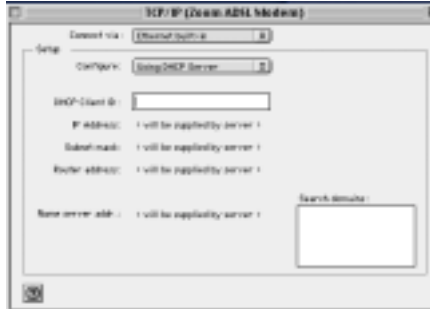 TCP/IP (Zoom ADSL Modem)
Connect via: Ethernet built-in
Setup
Configure: Using DHCP Server
DHCP Client ID:
IP Address: < will be supplied by server >
Subnet mask: < will be supplied by server >
Router address: < will be supplied by server >
Search domains:
Name server addr.: < will be supplied by server >